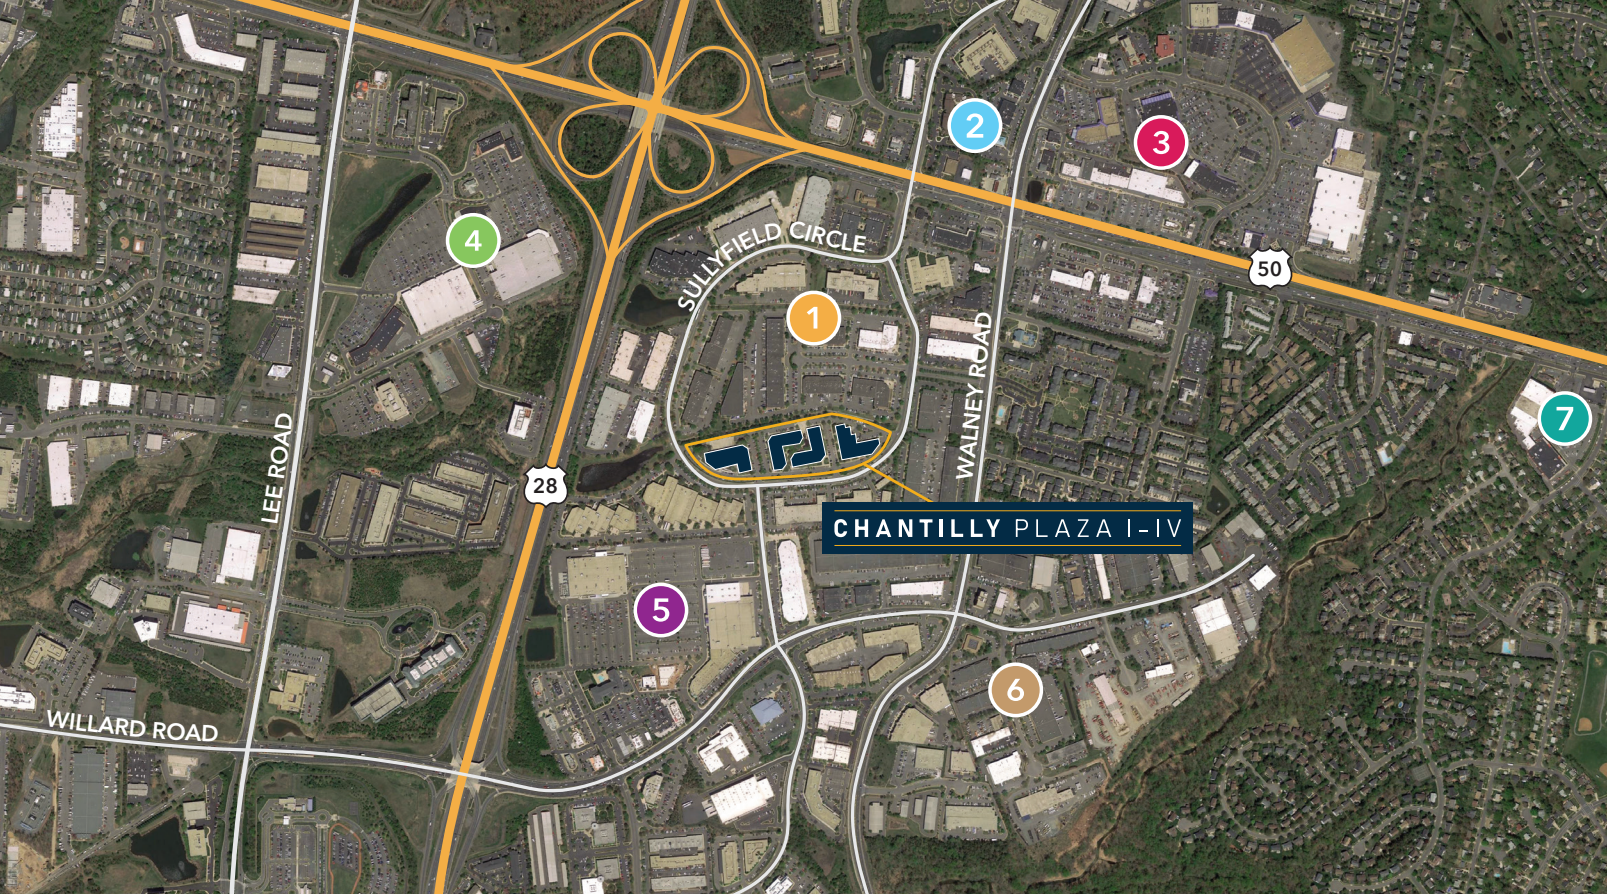 2
3
4
SULLYFIELD CIRCLE
50
1
WALNEY ROAD
7
LEE ROAD
28
CHANTILLY PLAZA I-IV
5
6
WILLARD ROAD